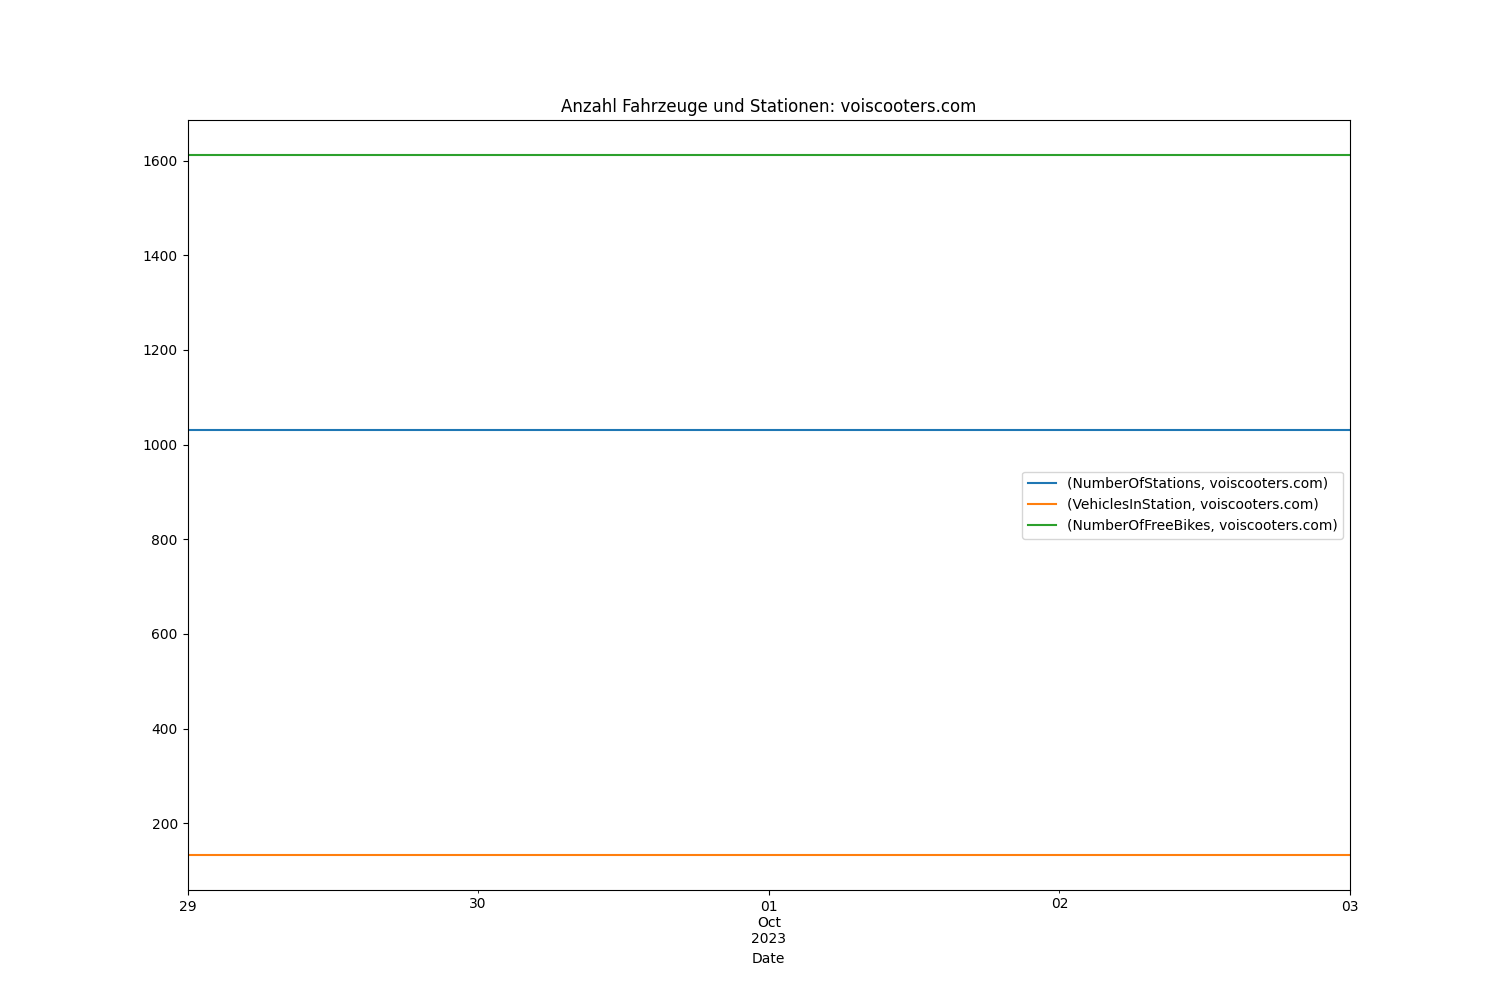 Anzahl Fahrzeuge und Stationen: voiscooters.com
1600
1400
1200
1000
800
600
400
200
(NumberOfStations, voiscooters.com)
(VehiclesInStation, voiscooters.com)
(NumberOfFreeBikes, voiscooters.com)
29 30 01 02 03
Oct
2023
Date